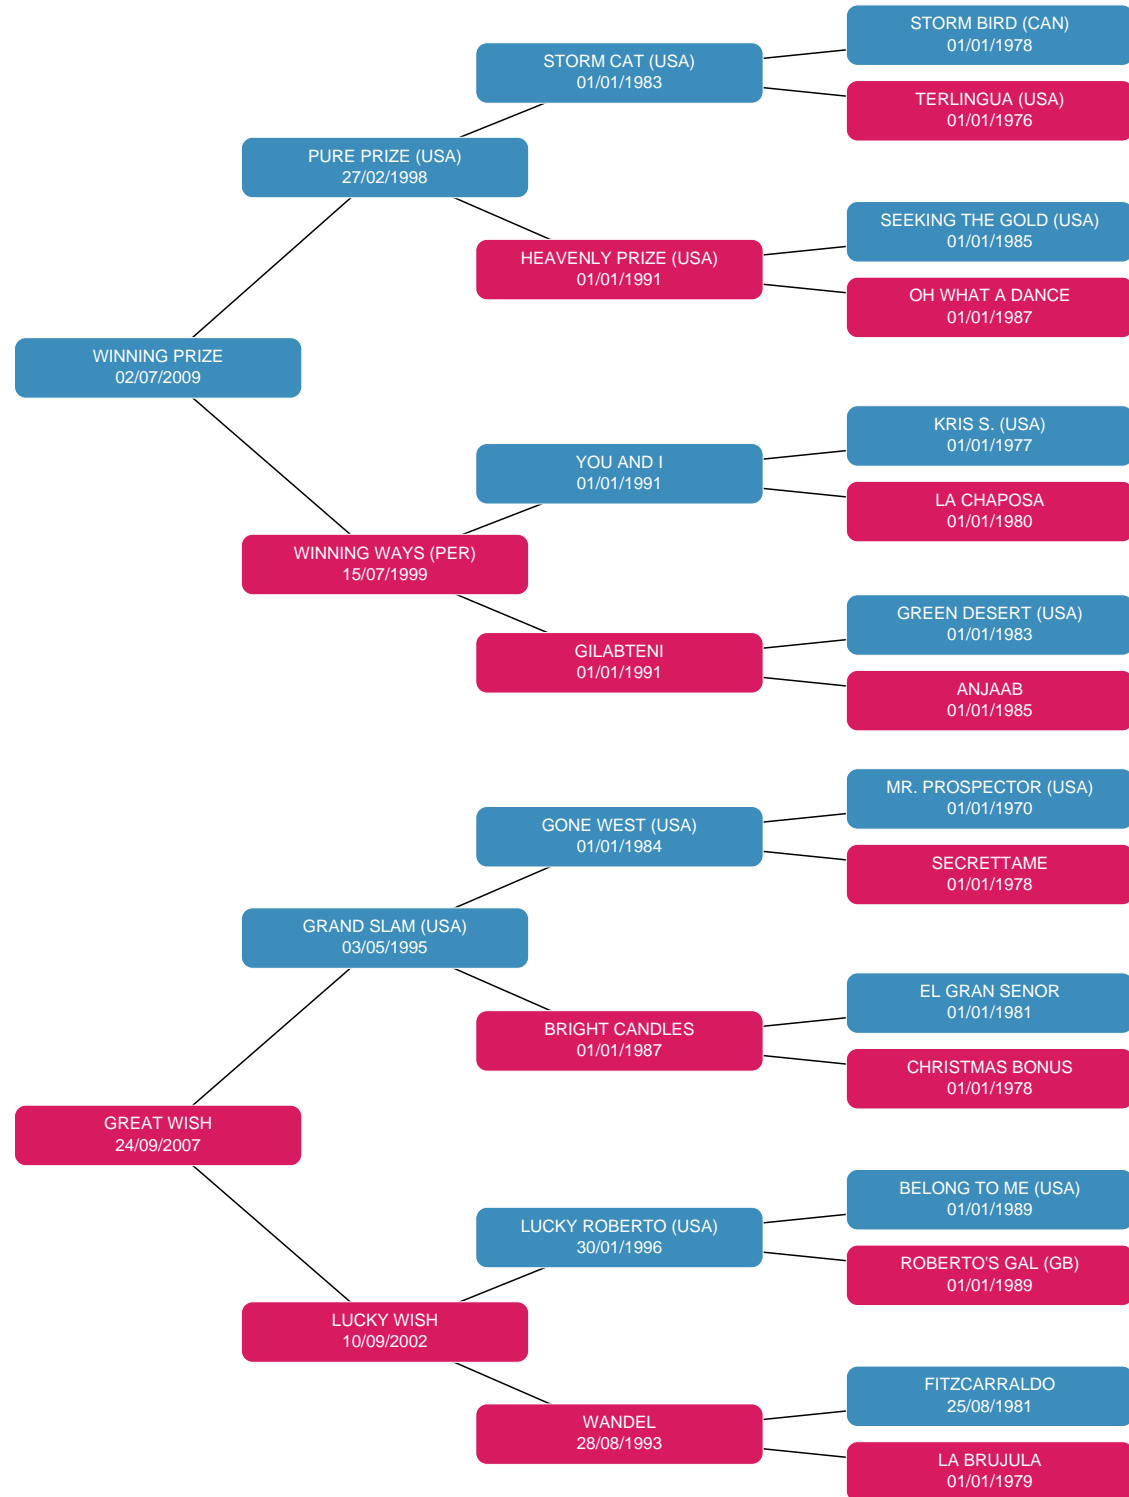 STORM BIRD (CAN)
01/01/1978
STORM CAT (USA)
01/01/1983
TERLINGUA (USA)
01/01/1976
PURE PRIZE (USA)
27/02/1998
SEEKING THE GOLD (USA)
01/01/1985
HEAVENLY PRIZE (USA)
01/01/1991
OH WHAT A DANCE
01/01/1987
WINNING PRIZE
02/07/2009
KRIS S. (USA)
01/01/1977
YOU AND I
01/01/1991
LA CHAPOSA
01/01/1980
WINNING WAYS (PER)
15/07/1999
GREEN DESERT (USA)
01/01/1983
GILABTENI
01/01/1991
ANJAAB
01/01/1985
MR. PROSPECTOR (USA)
01/01/1970
GONE WEST (USA)
01/01/1984
SECRETTAME
01/01/1978
GRAND SLAM (USA)
03/05/1995
EL GRAN SENOR
01/01/1981
BRIGHT CANDLES
01/01/1987
CHRISTMAS BONUS
01/01/1978
GREAT WISH
24/09/2007
BELONG TO ME (USA)
01/01/1989
LUCKY ROBERTO (USA)
30/01/1996
ROBERTO'S GAL (GB)
01/01/1989
LUCKY WISH
10/09/2002
FITZCARRALDO
25/08/1981
WANDEL
28/08/1993
LA BRUJULA
01/01/1979